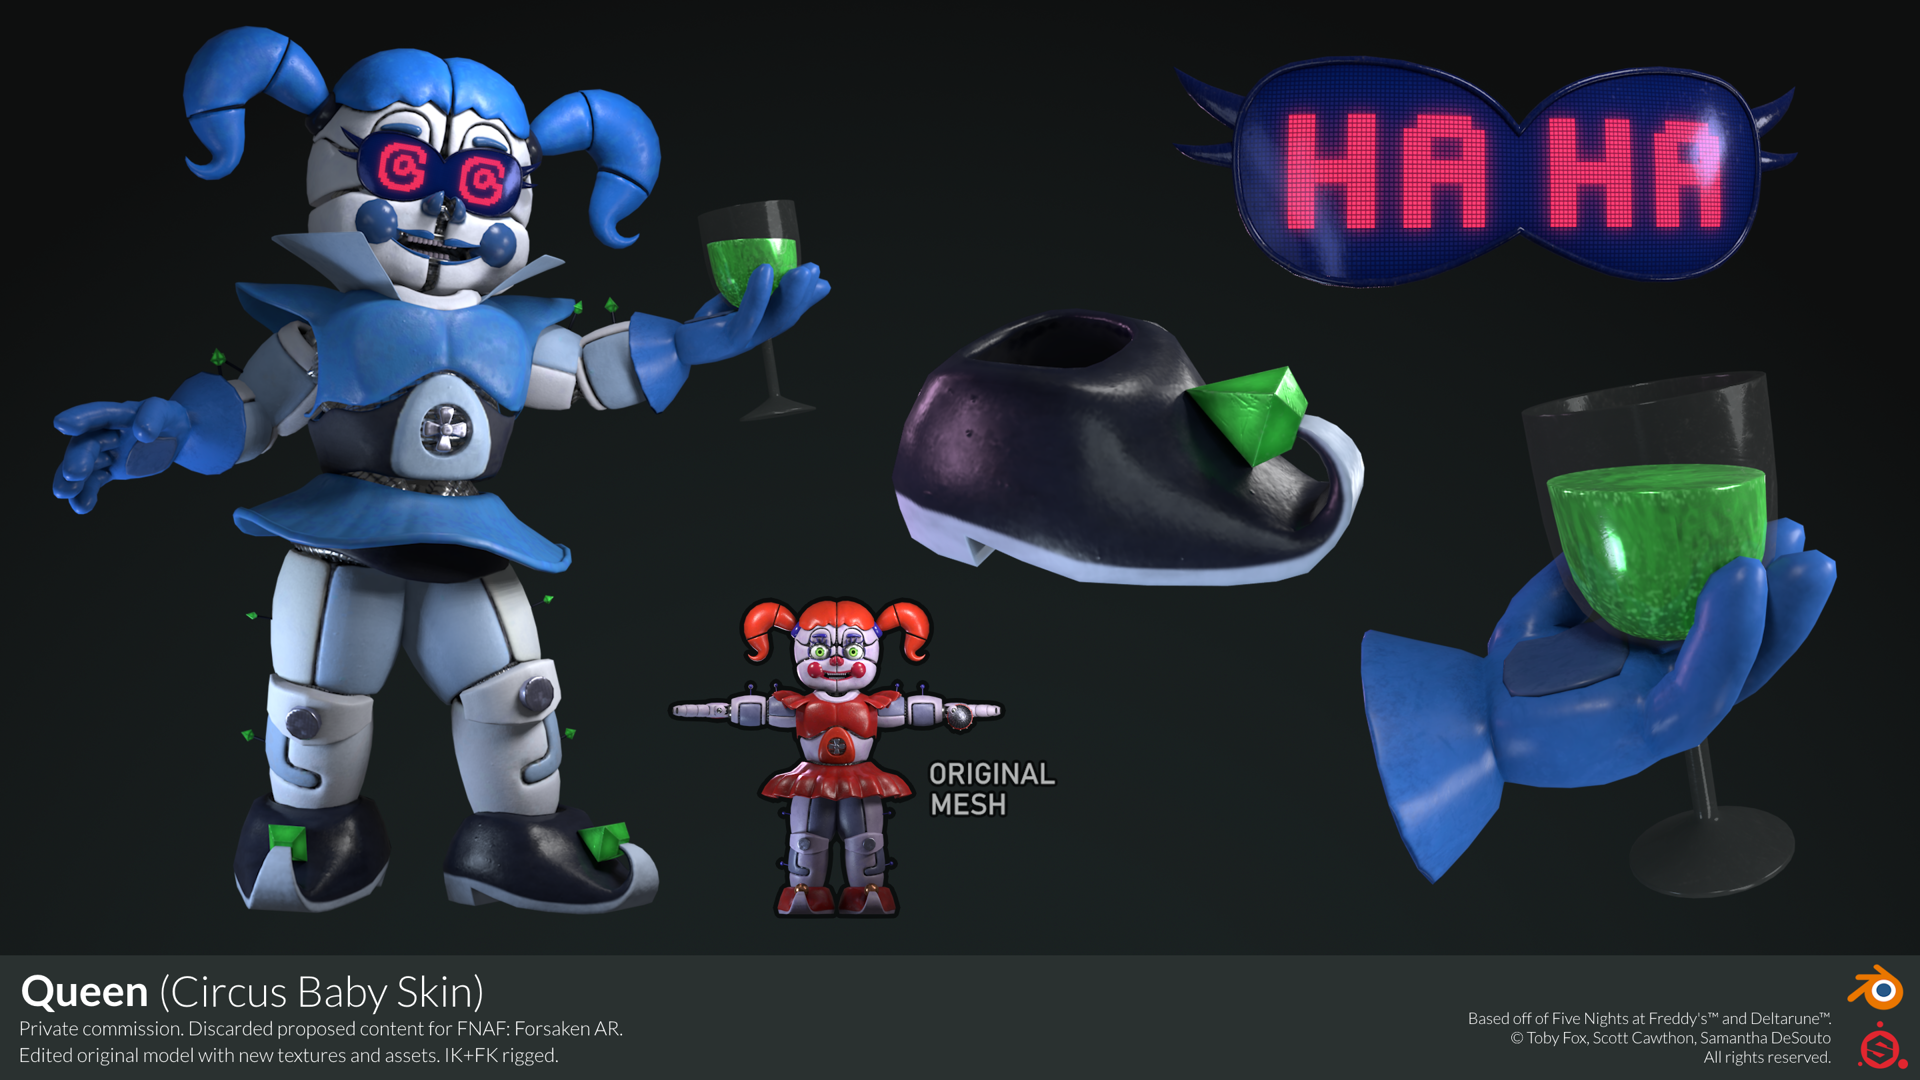 HA HA
ORIGINAL
MESH
Queen (Circus Baby Skin)
Private commission. Discarded proposed content for FNAF: Forsaken AR.
Edited original model with new textures and assets. IK+FK rigged.
Based off of Five Nights at Freddy's™ and Deltarune™.
© Toby Fox, Scott Cawthon, Samantha DeSouto
All rights reserved.